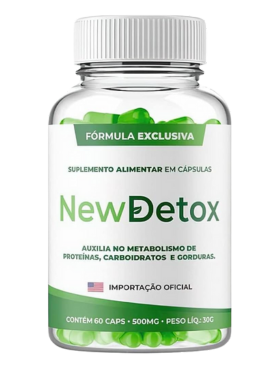 FÓRMULA EXCLUSIVA
SUPLEMENTO ALIMENTAR EM CÁPSULAS
NewDetox
AUXILIA NO METABOLISMO DE
PROTEÍNAS, CARBOIDRATOS E GORDURAS.
IMPORTAÇÃO OFICIAL
CONTÉM 60 CAPS • 500MG • PESO LÍQ.: 30G